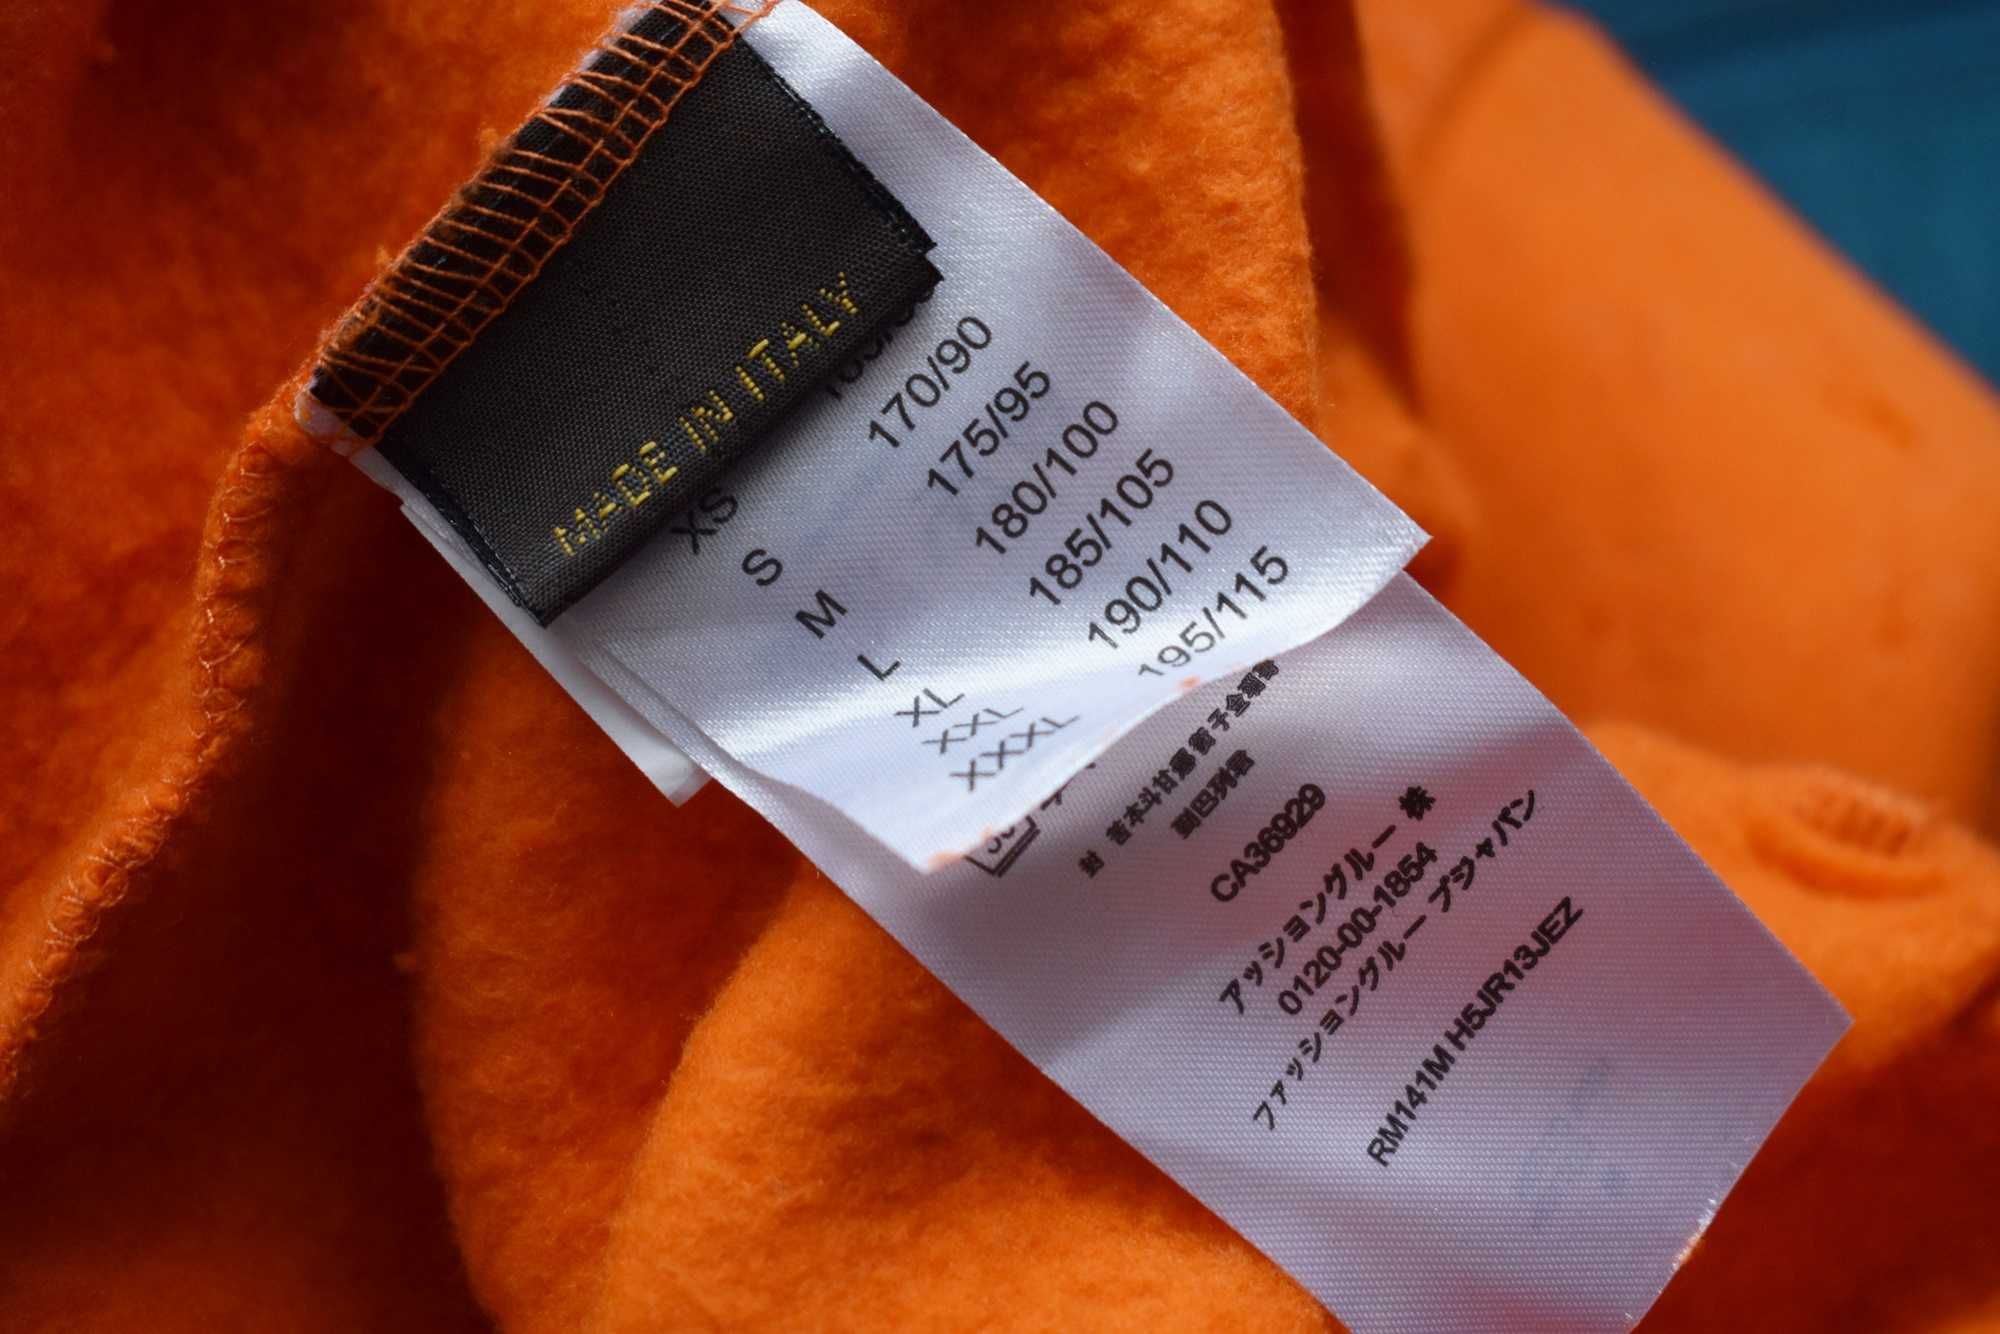 MADE IN ITALY
XS
S 170/90
M 175/95
L 180/100
XL 185/105
XXL 190/110
XXXL 195/115
CA36929
アッショングルー 株
0120-00-1854
ファッショングルー プジャパン
RM141M H5JR13JEZ